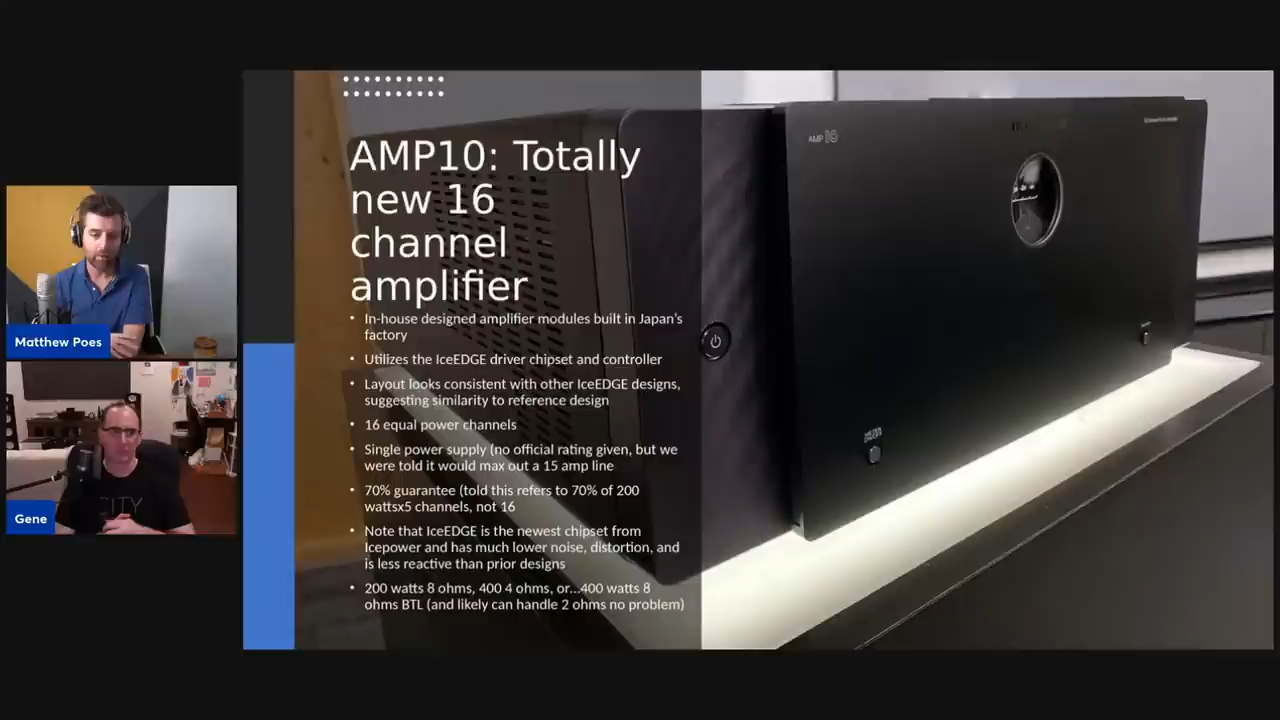 AMP10: Totally
new 16
channel
amplifier
• In-house designed amplifier modules built in Japan's
factory
• Utilizes the IceEDGE driver chipset and controller
• Layout looks consistent with other IceEDGE designs,
suggesting similarity to reference design
• 16 equal power channels
• Single power supply (no official rating given, but we
were told it would max out a 15 amp line
• 70% guarantee (told this refers to 70% of 200
wattsx5 channels, not 16
• Note that IceEDGE is the newest chipset from
Icepower and has much lower noise, distortion, and
is less reactive than prior designs
• 200 watts 8 ohms, 400 4 ohms, or...400 watts 8
ohms BTL (and likely can handle 2 ohms no problem)
AMP 10
Matthew Poes
Gene
CITY